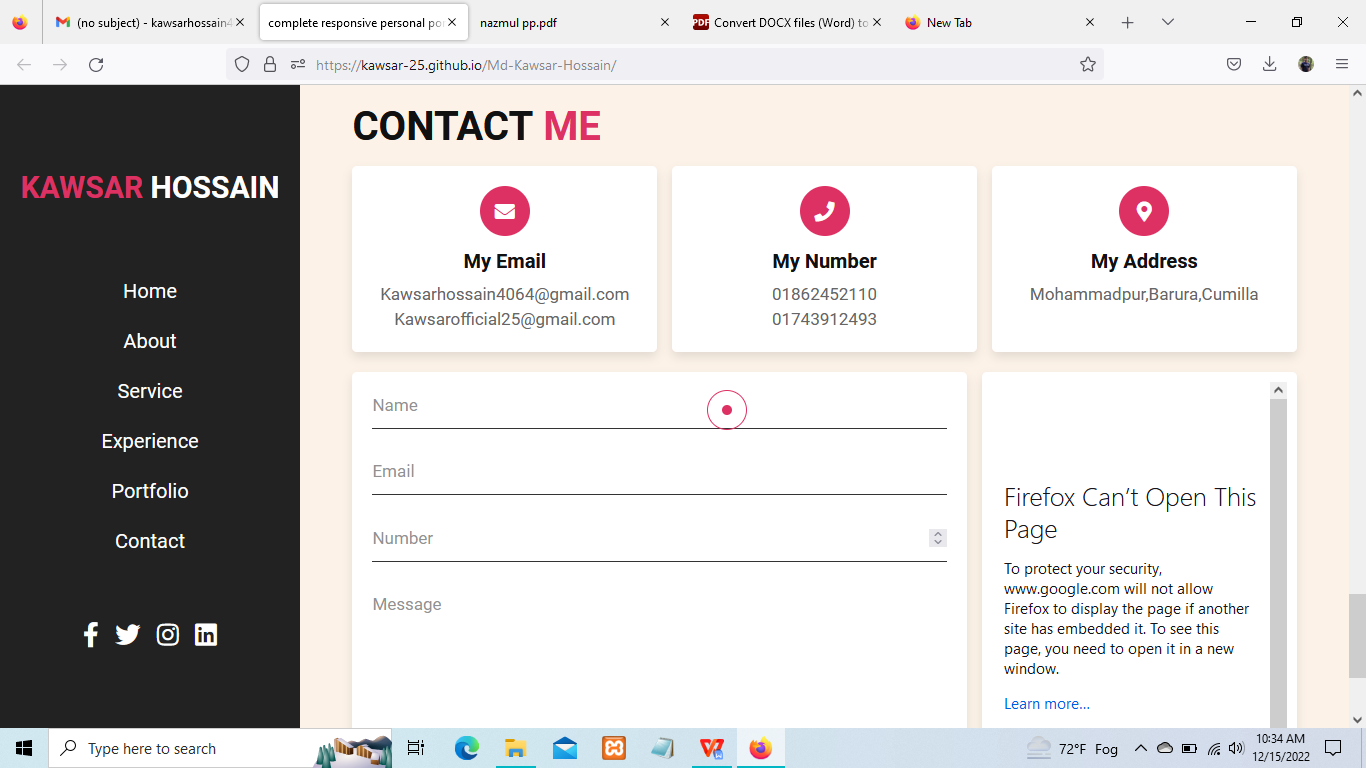 (no subject) - kawsarhossain4
complete responsive personal por
nazmul pp.pdf
PDF
Convert DOCX files (Word) to
New Tab
https://kawsar-25.github.io/Md-Kawsar-Hossain/
KAWSAR HOSSAIN
Home
About
Service
Experience
Portfolio
Contact
CONTACT ME
My Email
Kawsarhossain4064@gmail.com
Kawsarofficial25@gmail.com
My Number
01862452110
01743912493
My Address
Mohammadpur,Barura,Cumilla
Name
Email
Number
Message
Firefox Can’t Open This
Page
To protect your security,
www.google.com will not allow
Firefox to display the page if another
site has embedded it. To see this
page, you need to open it in a new
window.
Learn more...
Type here to search
72°F Fog
10:34 AM
12/15/2022